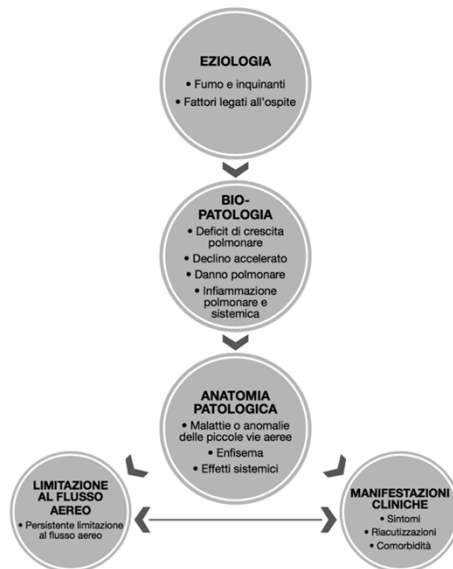 EZIOLOGIA
• Fumo e inquinanti
• Fattori legati all'ospite
BIO-
PATOLOGIA
• Deficit di crescita
polmonare
• Declino accelerato
• Danno polmonare
• Infiammazione
polmonare e
sistemica
ANATOMIA
PATOLOGICA
• Malattie o anomalie
delle piccole vie aeree
• Enfisema
• Effetti sistemici
LIMITAZIONE
AL FLUSSO
AEREO
• Persistente limitazione
al flusso aereo
MANIFESTAZIONI
CLINICHE
• Sintomi
• Riacutizzazioni
• Comorbidità